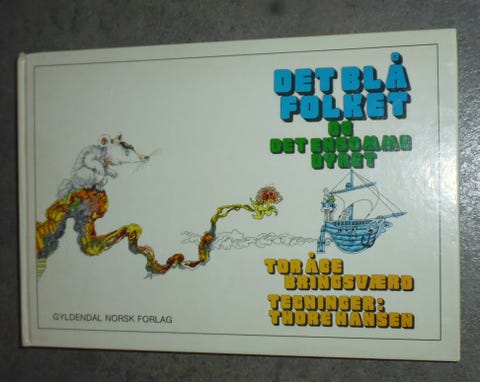 DET BLÅ
FOLKET
OG
DET ENSOMME
DYRET
TOR ÅGE
BRINGSVÆRD
TEGNINGER:
THORE HANSEN
GYLDENDAL NORSK FORLAG